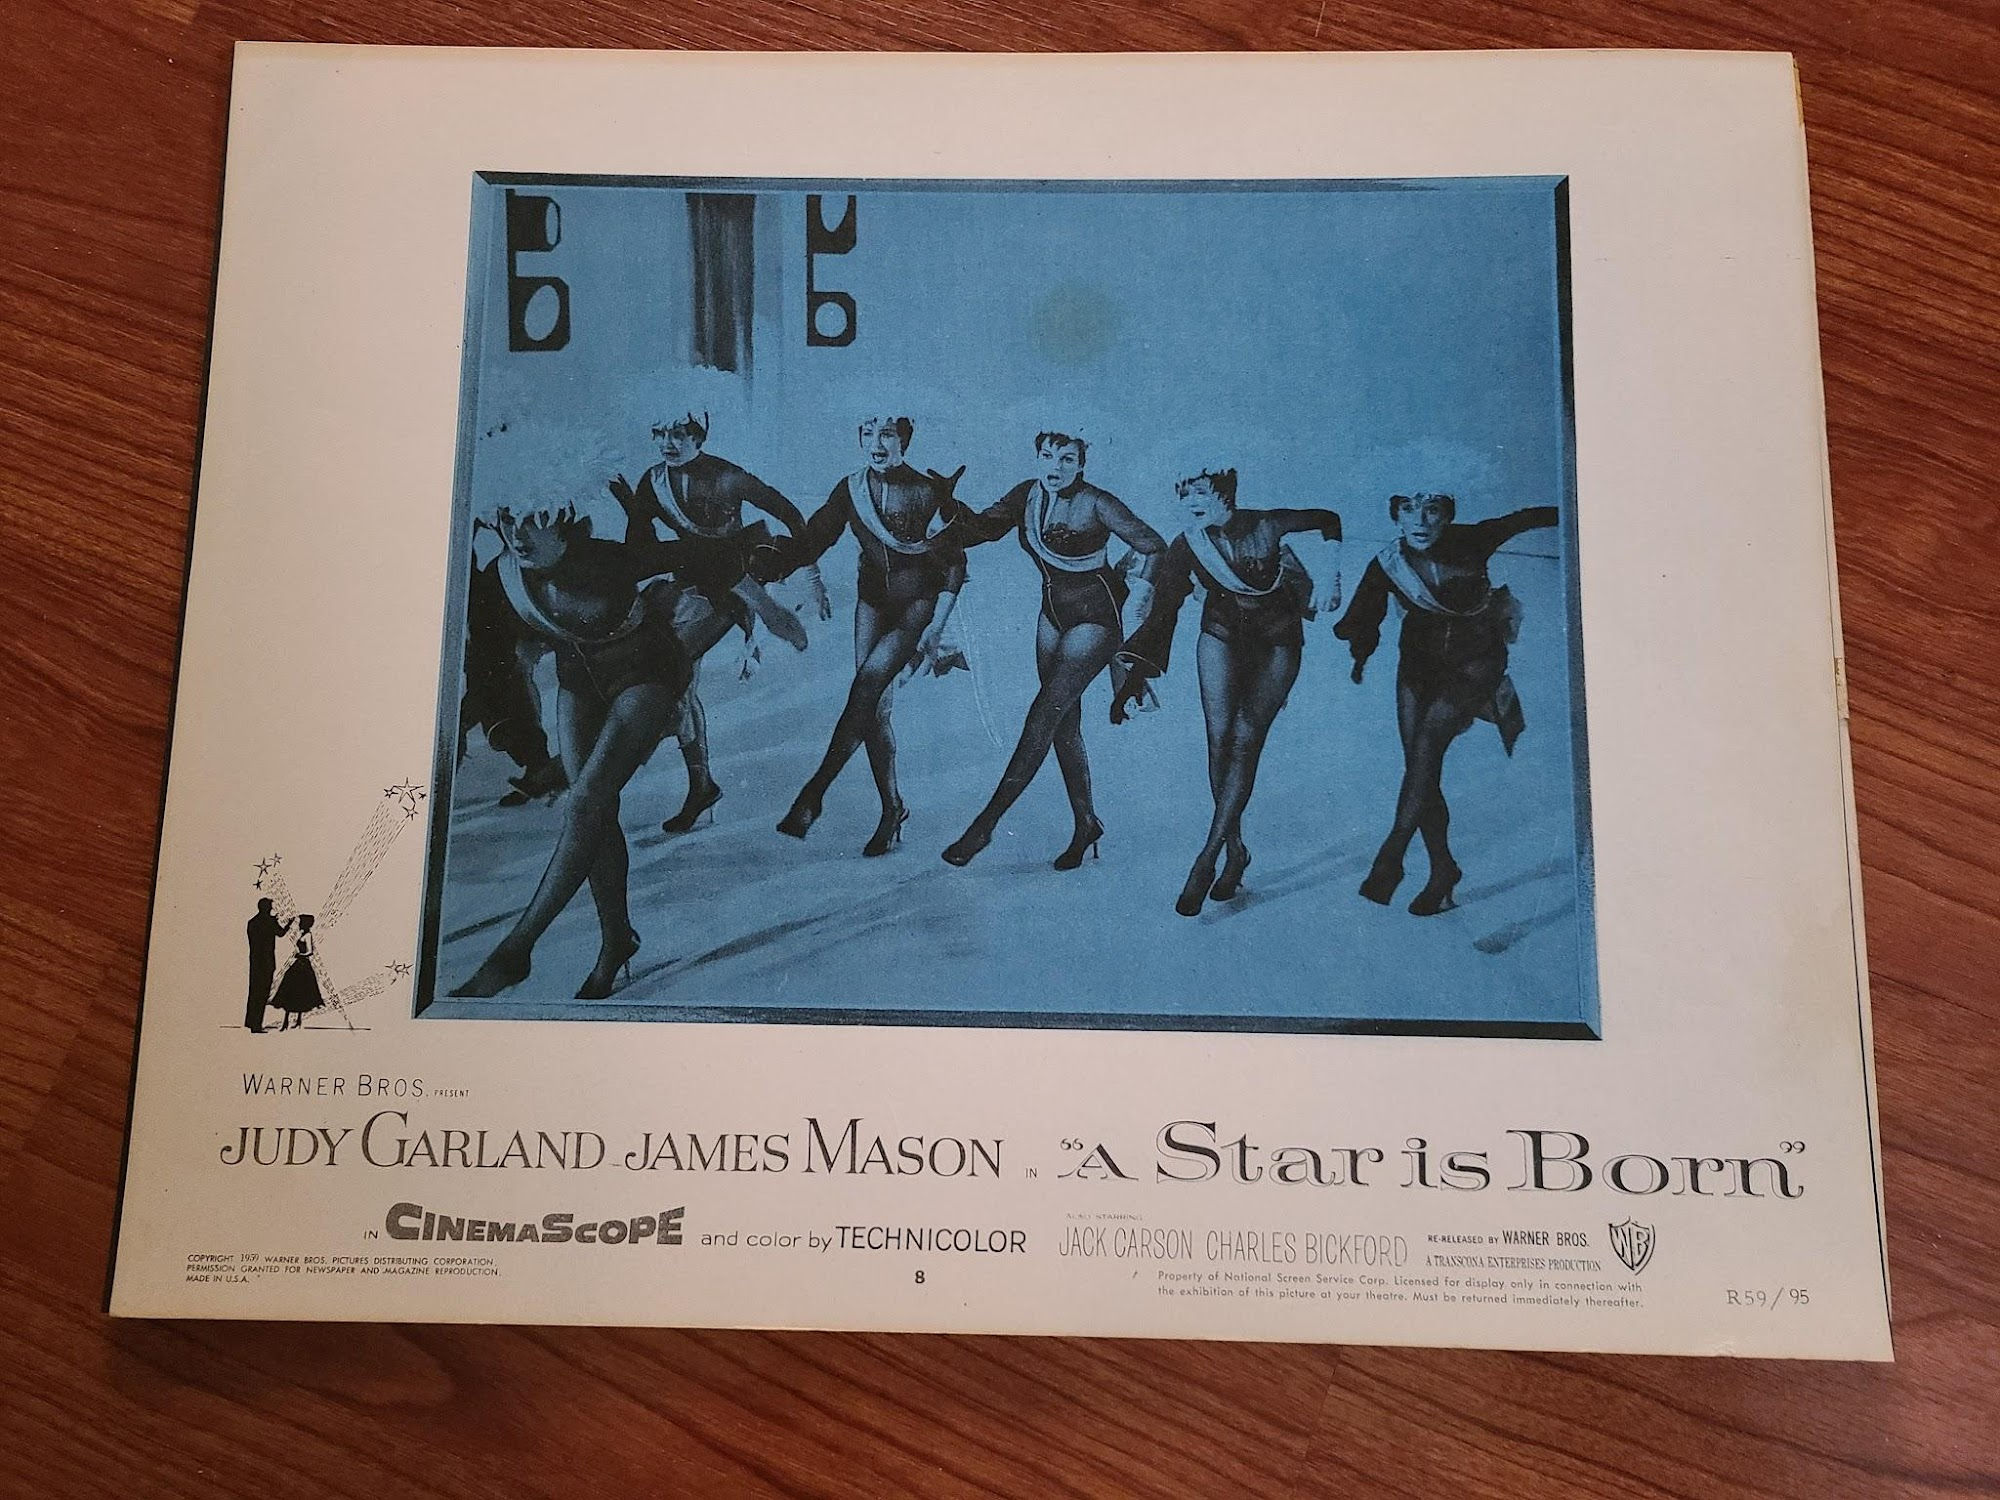 WARNER BROS. PRESENT
JUDY GARLAND - JAMES MASON IN "A Star is Born"
IN CINEMASCOPE and color by TECHNICOLOR
ALSO STARRING
JACK CARSON CHARLES BICKFORD
RE-RELEASED BY WARNER BROS.
A TRANSCONA ENTERPRISES PRODUCTION
WB
COPYRIGHT 1959 WARNER BROS. PICTURES DISTRIBUTING CORPORATION.
PERMISSION GRANTED FOR NEWSPAPER AND MAGAZINE REPRODUCTION.
MADE IN U.S.A.
8
Property of National Screen Service Corp. Licensed for display only in connection with
the exhibition of this picture at your theatre. Must be returned immediately thereafter.
R59/95